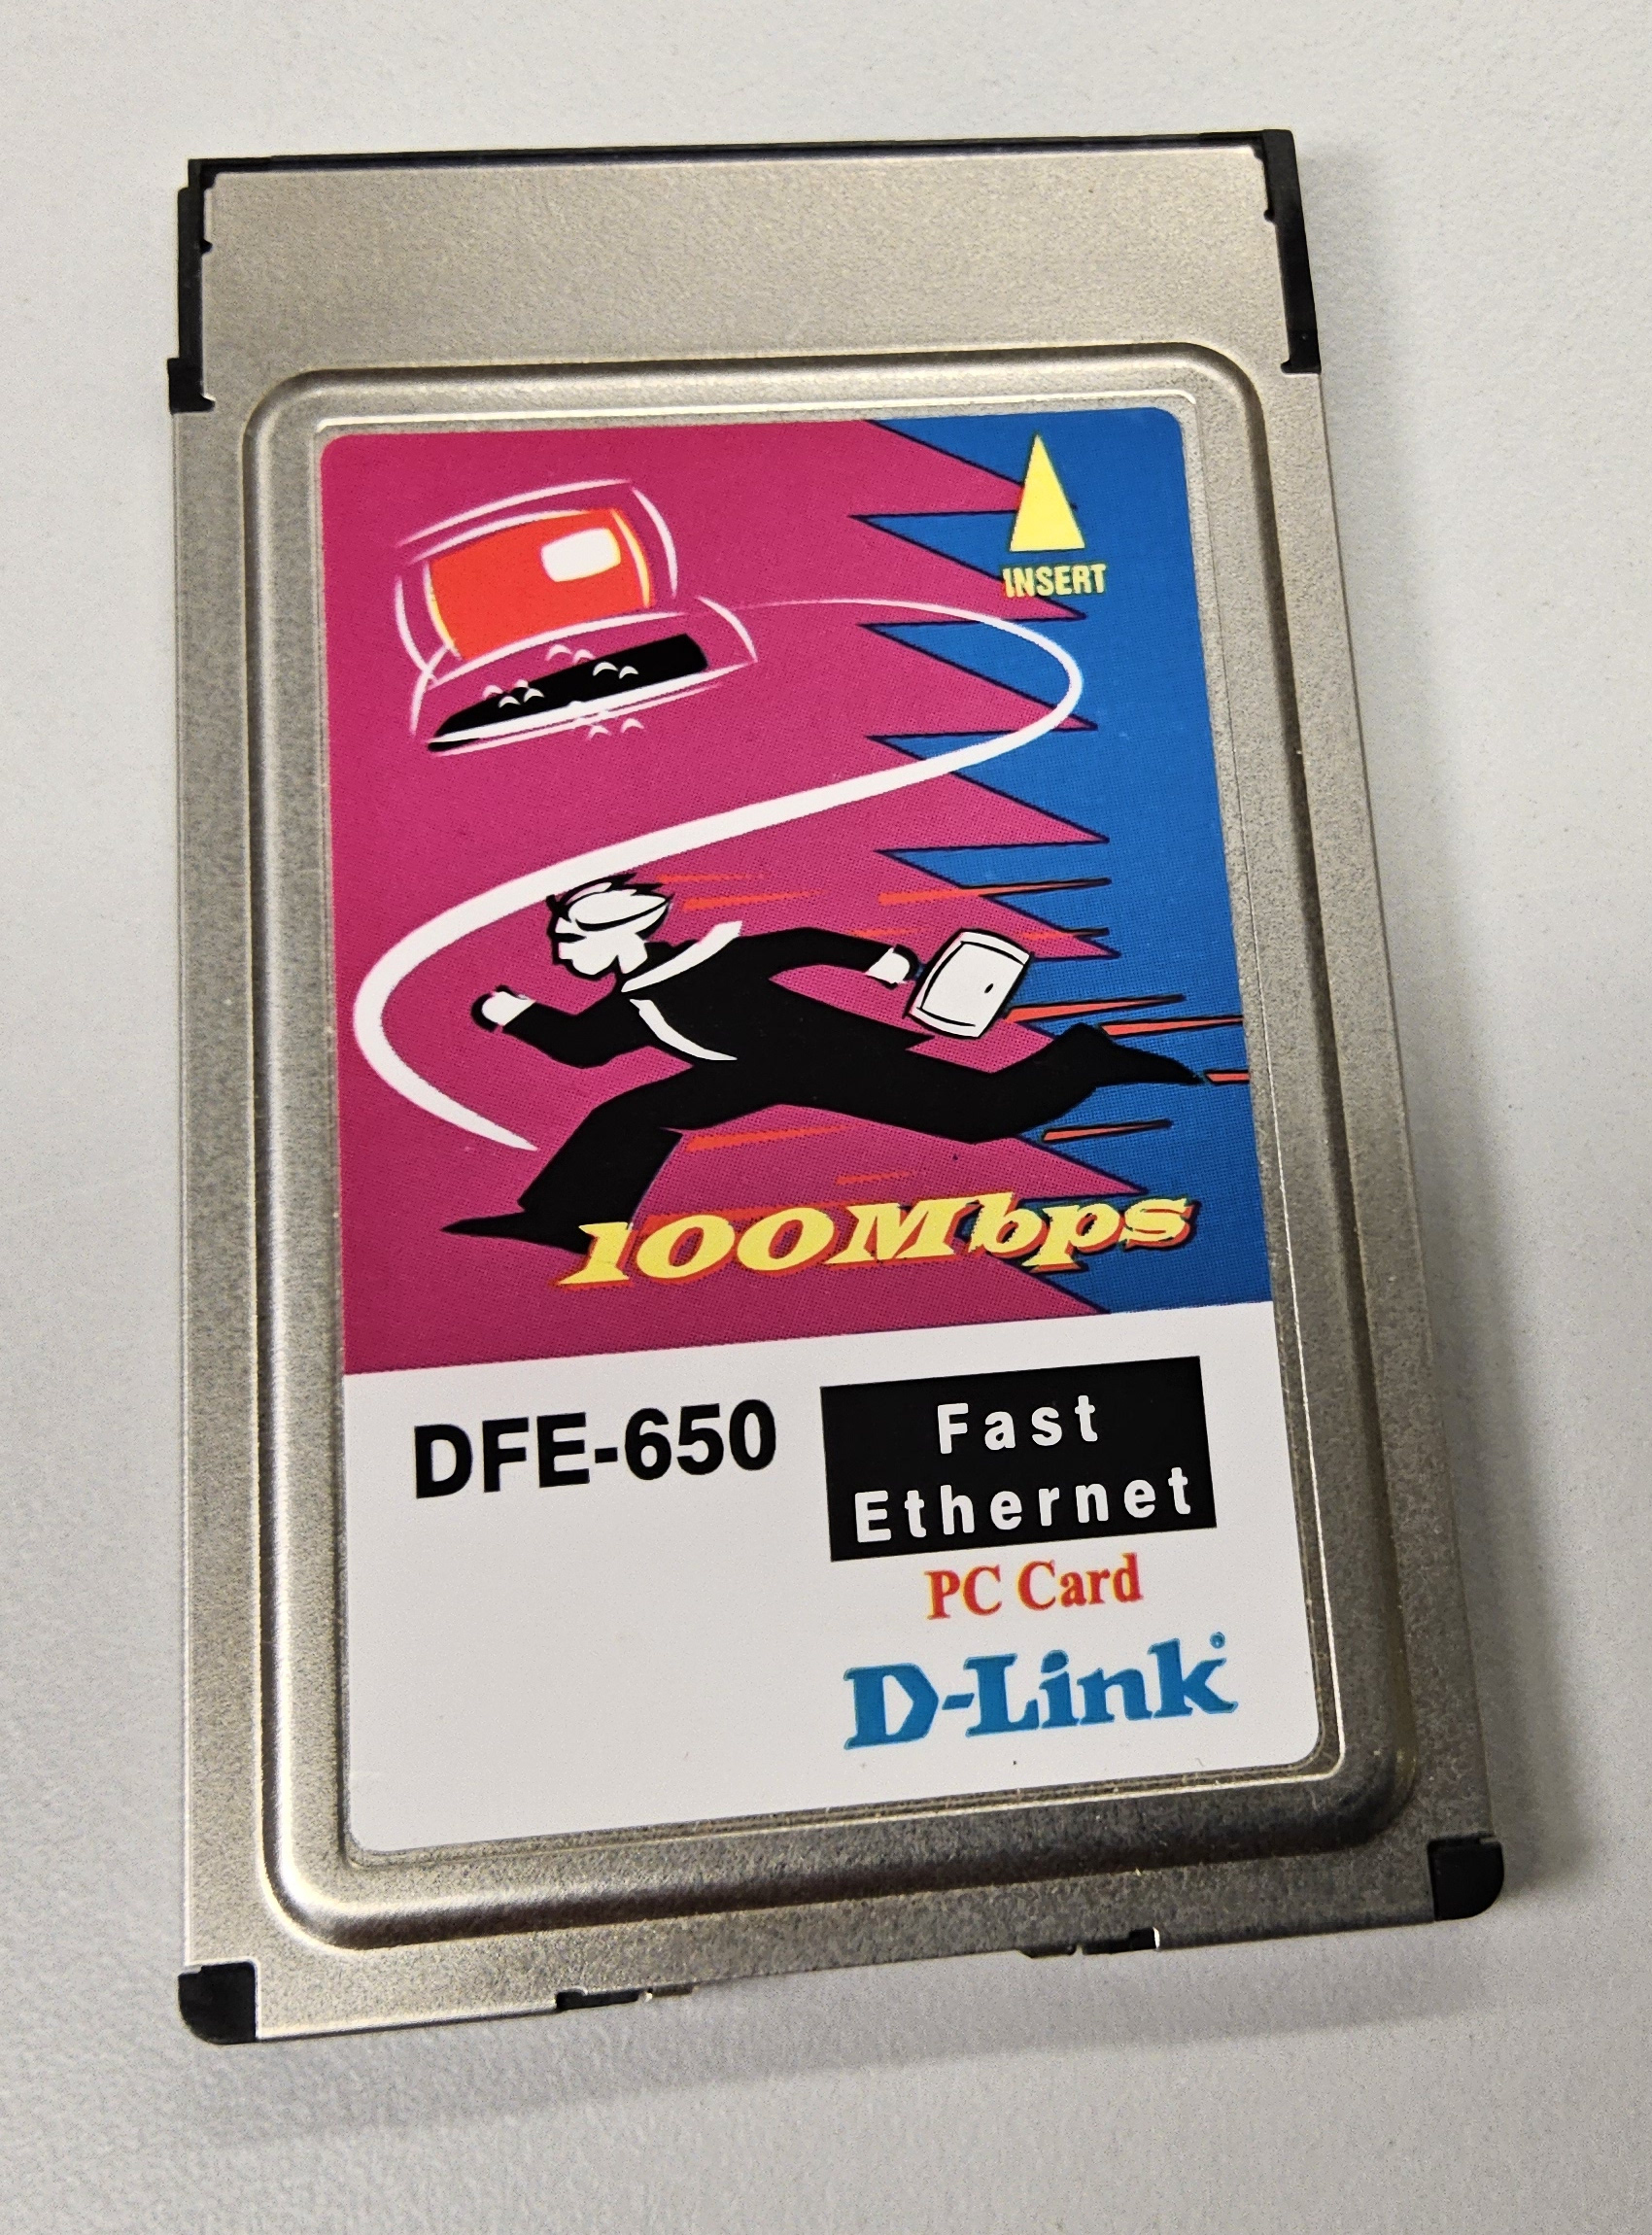 INSERT
100Mbps
DFE-650
Fast
Ethernet
PC Card
D-Link